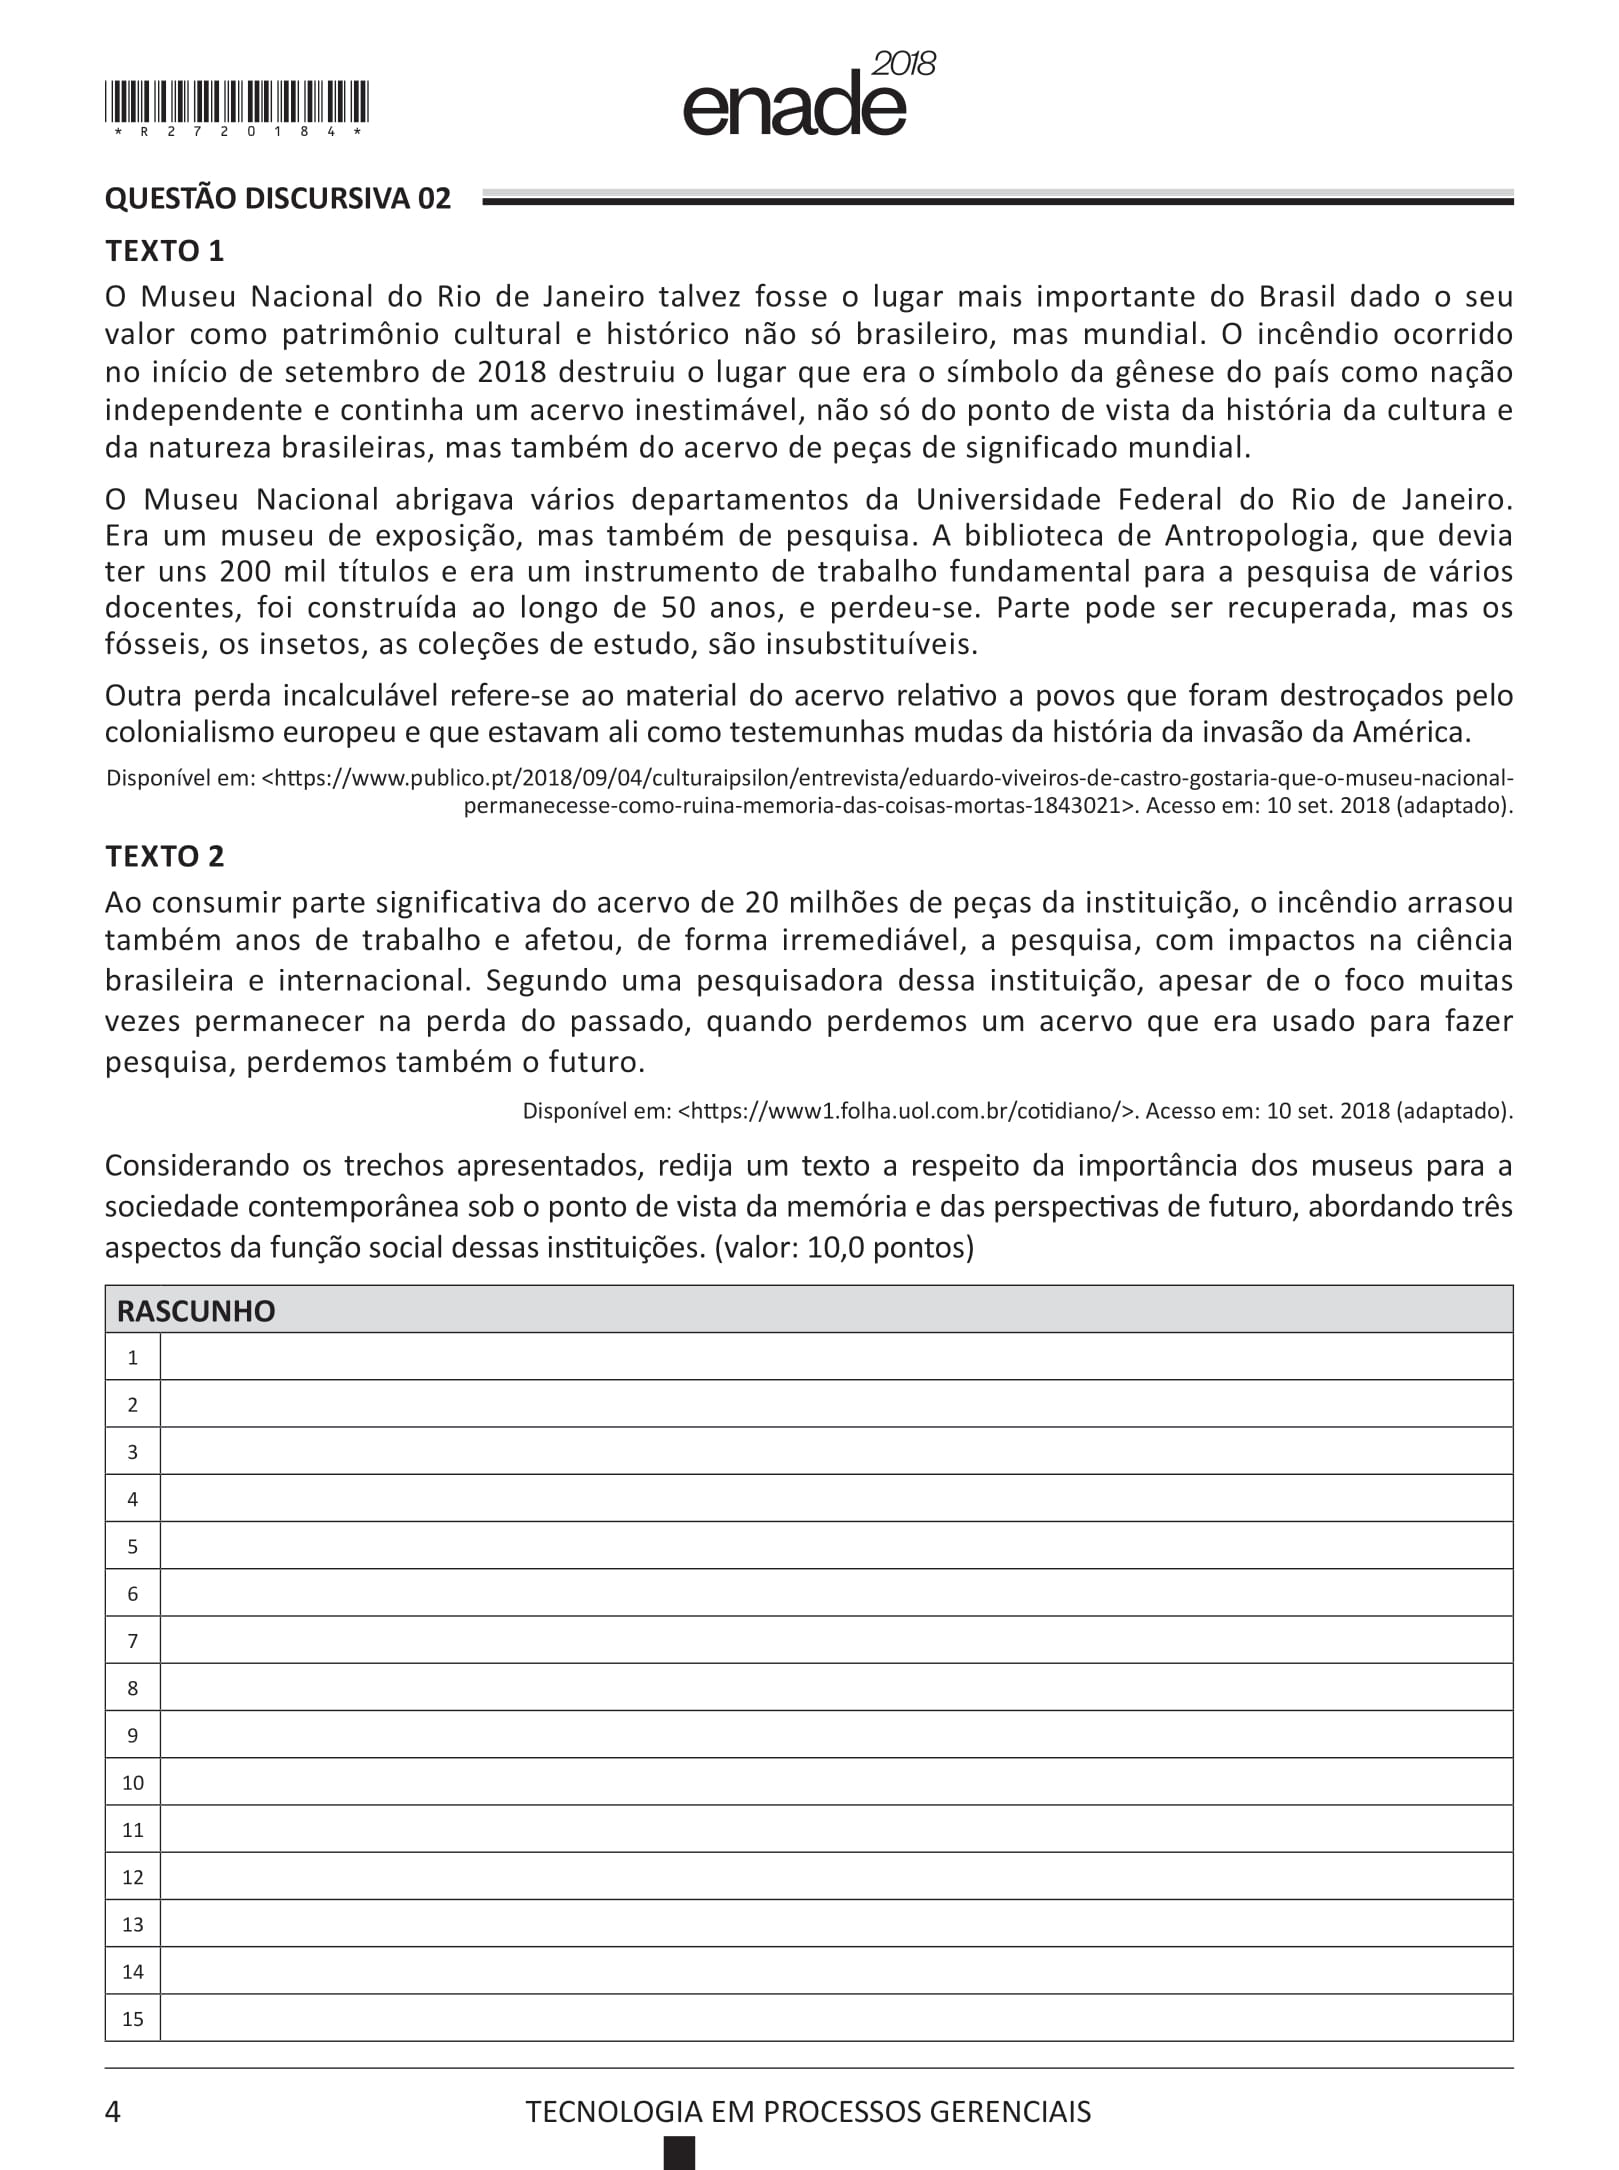 *R2720184*
enade2018
QUESTÃO DISCURSIVA 02
TEXTO 1
O Museu Nacional do Rio de Janeiro talvez fosse o lugar mais importante do Brasil dado o seu
valor como patrimônio cultural e histórico não só brasileiro, mas mundial. O incêndio ocorrido
no início de setembro de 2018 destruiu o lugar que era o símbolo da gênese do país como nação
independente e continha um acervo inestimável, não só do ponto de vista da história da cultura e
da natureza brasileiras, mas também do acervo de peças de significado mundial.
O Museu Nacional abrigava vários departamentos da Universidade Federal do Rio de Janeiro.
Era um museu de exposição, mas também de pesquisa. A biblioteca de Antropologia, que devia
ter uns 200 mil títulos e era um instrumento de trabalho fundamental para a pesquisa de vários
docentes, foi construída ao longo de 50 anos, e perdeu-se. Parte pode ser recuperada, mas os
fósseis, os insetos, as coleções de estudo, são insubstituíveis.
Outra perda incalculável refere-se ao material do acervo relativo a povos que foram destroçados pelo
colonialismo europeu e que estavam ali como testemunhas mudas da história da invasão da América.
Disponível em: <https://www.publico.pt/2018/09/04/culturaipsilon/entrevista/eduardo-viveiros-de-castro-gostaria-que-o-museu-nacional-
permanecesse-como-ruina-memoria-das-coisas-mortas-1843021>. Acesso em: 10 set. 2018 (adaptado).
TEXTO 2
Ao consumir parte significativa do acervo de 20 milhões de peças da instituição, o incêndio arrasou
também anos de trabalho e afetou, de forma irremediável, a pesquisa, com impactos na ciência
brasileira e internacional. Segundo uma pesquisadora dessa instituição, apesar de o foco muitas
vezes permanecer na perda do passado, quando perdemos um acervo que era usado para fazer
pesquisa, perdemos também o futuro.
Disponível em: <https://www1.folha.uol.com.br/cotidiano/>. Acesso em: 10 set. 2018 (adaptado).
Considerando os trechos apresentados, redija um texto a respeito da importância dos museus para a
sociedade contemporânea sob o ponto de vista da memória e das perspectivas de futuro, abordando três
aspectos da função social dessas instituições. (valor: 10,0 pontos)
RASCUNHO
1
2
3
4
5
6
7
8
9
10
11
12
13
14
15
4 TECNOLOGIA EM PROCESSOS GERENCIAIS